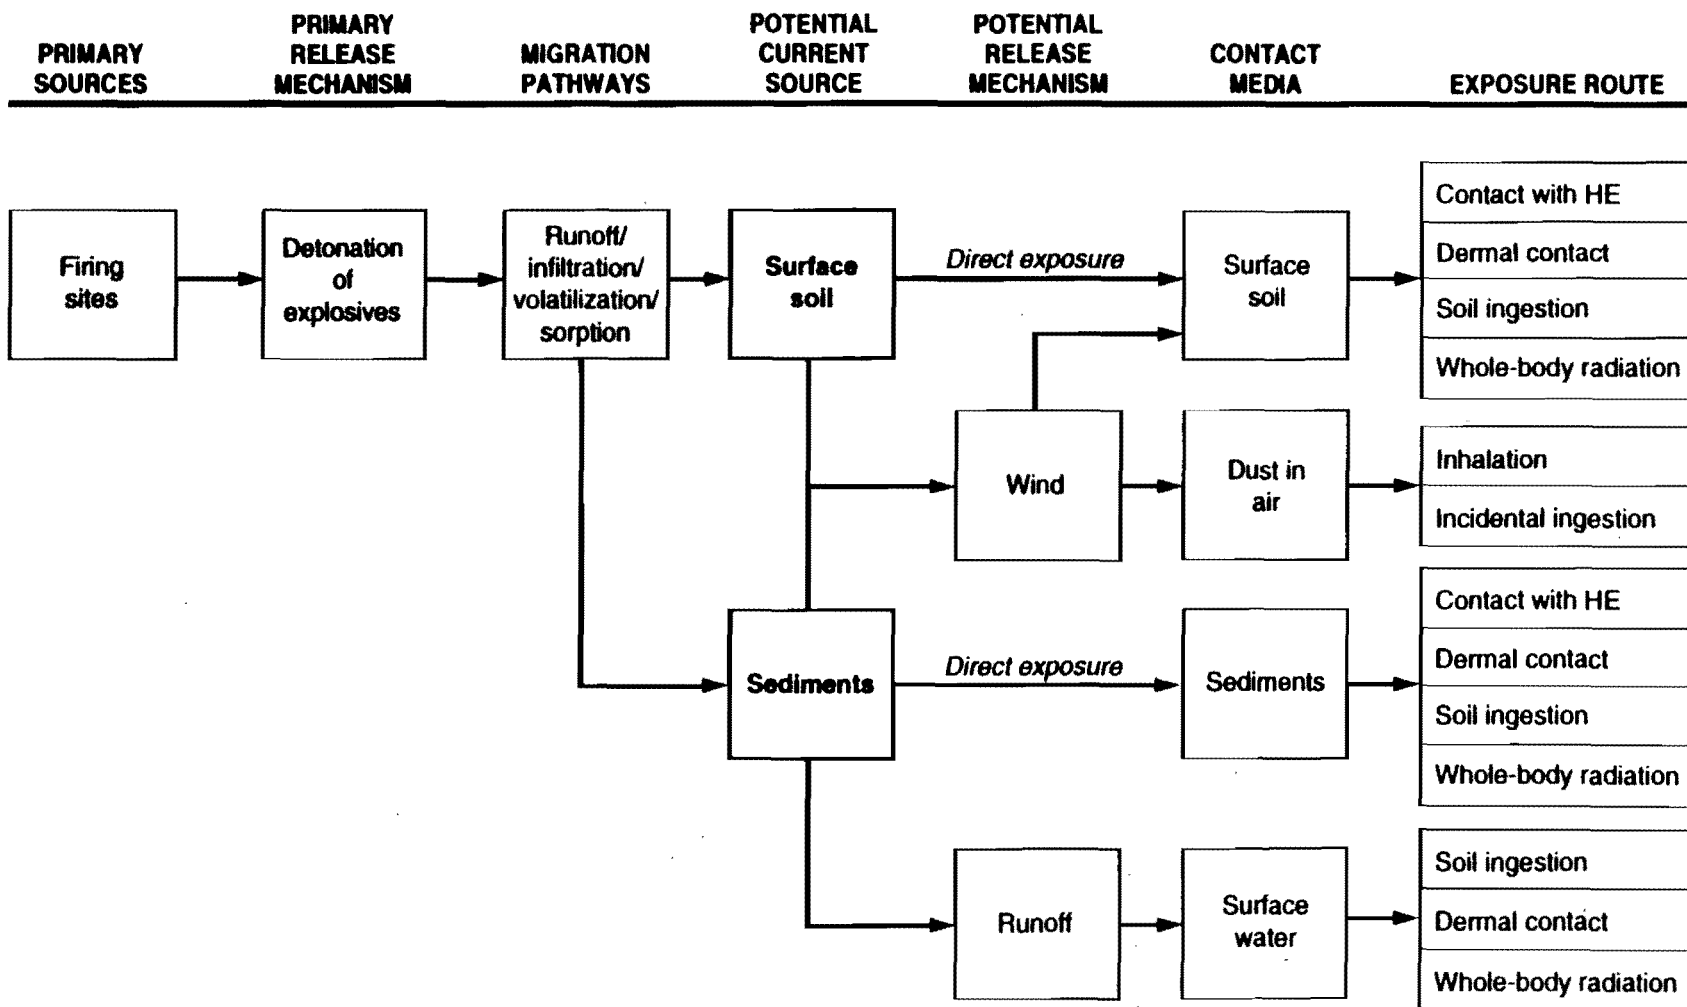 PRIMARY
SOURCES
PRIMARY
RELEASE
MECHANISM
MIGRATION
PATHWAYS
POTENTIAL
CURRENT
SOURCE
POTENTIAL
RELEASE
MECHANISM
CONTACT
MEDIA
EXPOSURE ROUTE
Firing
sites
Detonation
of
explosives
Runoff/
infiltration/
volatilization/
sorption
Surface
soil
Direct exposure
Surface
soil
Contact with HE
Dermal contact
Soil ingestion
Whole-body radiation
Wind
Dust in
air
Inhalation
Incidental ingestion
Sediments
Direct exposure
Sediments
Contact with HE
Dermal contact
Soil ingestion
Whole-body radiation
Runoff
Surface
water
Soil ingestion
Dermal contact
Whole-body radiation